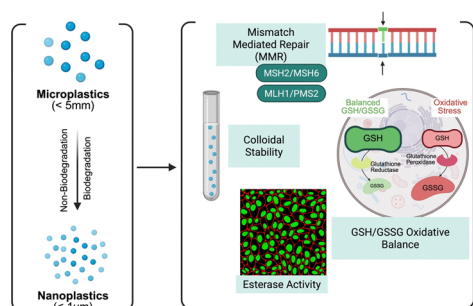 Microplastics
(< 5mm)
Non-Biodegradation
Biodegradation
Nanoplastics
(< 1μm)
Mismatch
Mediated Repair
(MMR)
MSH2/MSH6
MLH1/PMS2
Colloidal
Stability
Esterase Activity
Balanced
GSH/GSSG
Oxidative
Stress
GSH
GSH
Glutathione
Reductase
Glutathione
Peroxidase
GSSG
GSSG
GSH/GSSG Oxidative
Balance